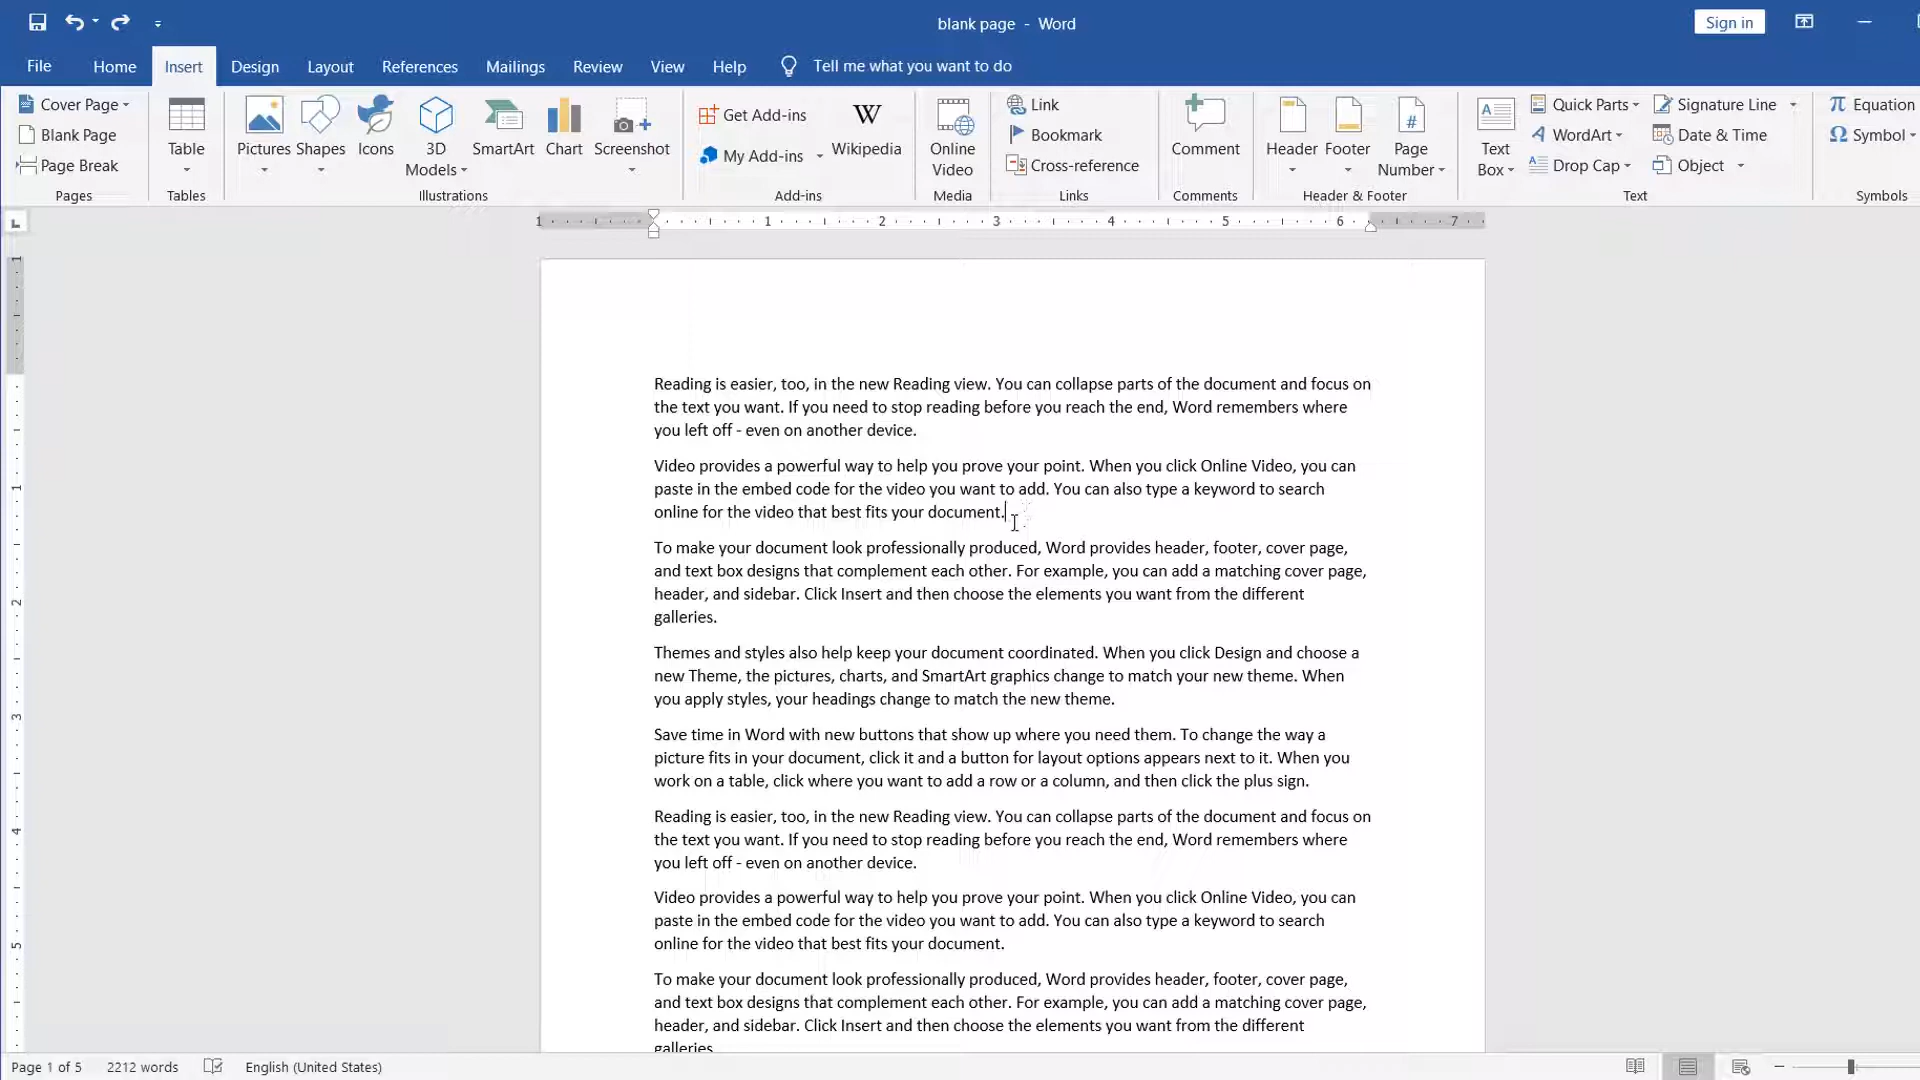 blank page - Word
Sign in
File Home Insert Design Layout References Mailings Review View Help Tell me what you want to do
Cover Page
Blank Page
Page Break
Pages
Table
Tables
Pictures Shapes Icons 3D Models SmartArt Chart Screenshot
Illustrations
Get Add-ins
My Add-ins
W Wikipedia
Add-ins
Online Video
Media
Link
Bookmark
Cross-reference
Links
Comment
Comments
Header Footer Page Number
Header & Footer
Text Box
Quick Parts
WordArt
Drop Cap
Signature Line
Date & Time
Object
Text
Equation
Symbol
Symbols
1 1 2 3 4 5 6 7
Reading is easier, too, in the new Reading view. You can collapse parts of the document and focus on
the text you want. If you need to stop reading before you reach the end, Word remembers where
you left off - even on another device.
Video provides a powerful way to help you prove your point. When you click Online Video, you can
paste in the embed code for the video you want to add. You can also type a keyword to search
online for the video that best fits your document.
To make your document look professionally produced, Word provides header, footer, cover page,
and text box designs that complement each other. For example, you can add a matching cover page,
header, and sidebar. Click Insert and then choose the elements you want from the different
galleries.
Themes and styles also help keep your document coordinated. When you click Design and choose a
new Theme, the pictures, charts, and SmartArt graphics change to match your new theme. When
you apply styles, your headings change to match the new theme.
Save time in Word with new buttons that show up where you need them. To change the way a
picture fits in your document, click it and a button for layout options appears next to it. When you
work on a table, click where you want to add a row or a column, and then click the plus sign.
Reading is easier, too, in the new Reading view. You can collapse parts of the document and focus on
the text you want. If you need to stop reading before you reach the end, Word remembers where
you left off - even on another device.
Video provides a powerful way to help you prove your point. When you click Online Video, you can
paste in the embed code for the video you want to add. You can also type a keyword to search
online for the video that best fits your document.
To make your document look professionally produced, Word provides header, footer, cover page,
and text box designs that complement each other. For example, you can add a matching cover page,
header, and sidebar. Click Insert and then choose the elements you want from the different
galleries.
1
1
2
3
4
5
Page 1 of 5 2212 words English (United States)